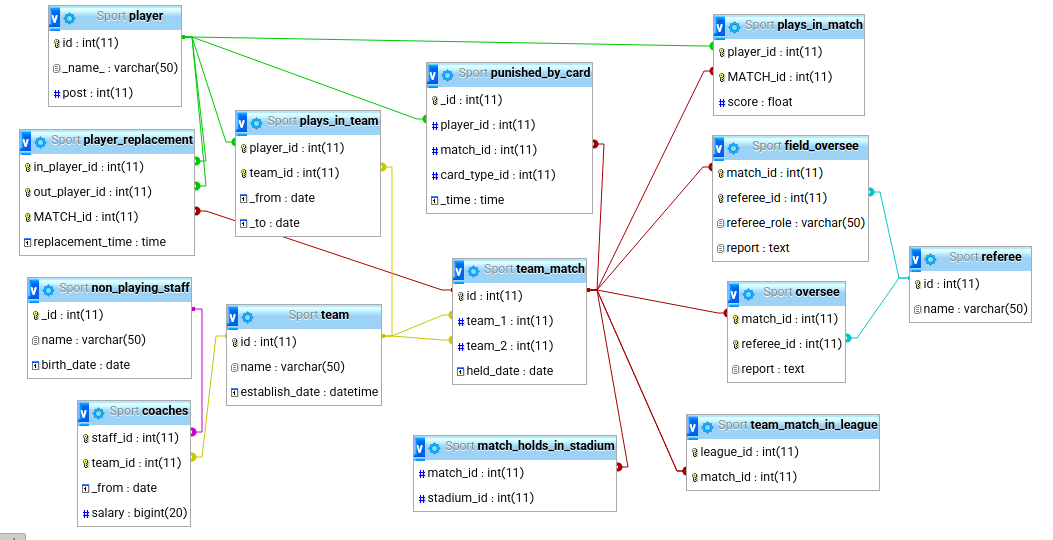 Sport player
id : int(11)
_name_ : varchar(50)
post : int(11)
Sport plays_in_match
player_id : int(11)
MATCH_id : int(11)
score : float
Sport punished_by_card
_id : int(11)
player_id : int(11)
match_id : int(11)
card_type_id : int(11)
_time : time
Sport plays_in_team
player_id : int(11)
team_id : int(11)
_from : date
_to : date
Sport player_replacement
in_player_id : int(11)
out_player_id : int(11)
MATCH_id : int(11)
replacement_time : time
Sport field_oversee
match_id : int(11)
referee_id : int(11)
referee_role : varchar(50)
report : text
Sport referee
id : int(11)
name : varchar(50)
Sport team_match
id : int(11)
team_1 : int(11)
team_2 : int(11)
held_date : date
Sport non_playing_staff
_id : int(11)
name : varchar(50)
birth_date : date
Sport oversee
match_id : int(11)
referee_id : int(11)
report : text
Sport team
id : int(11)
name : varchar(50)
establish_date : datetime
Sport coaches
staff_id : int(11)
team_id : int(11)
_from : date
salary : bigint(20)
Sport team_match_in_league
league_id : int(11)
match_id : int(11)
Sport match_holds_in_stadium
match_id : int(11)
stadium_id : int(11)